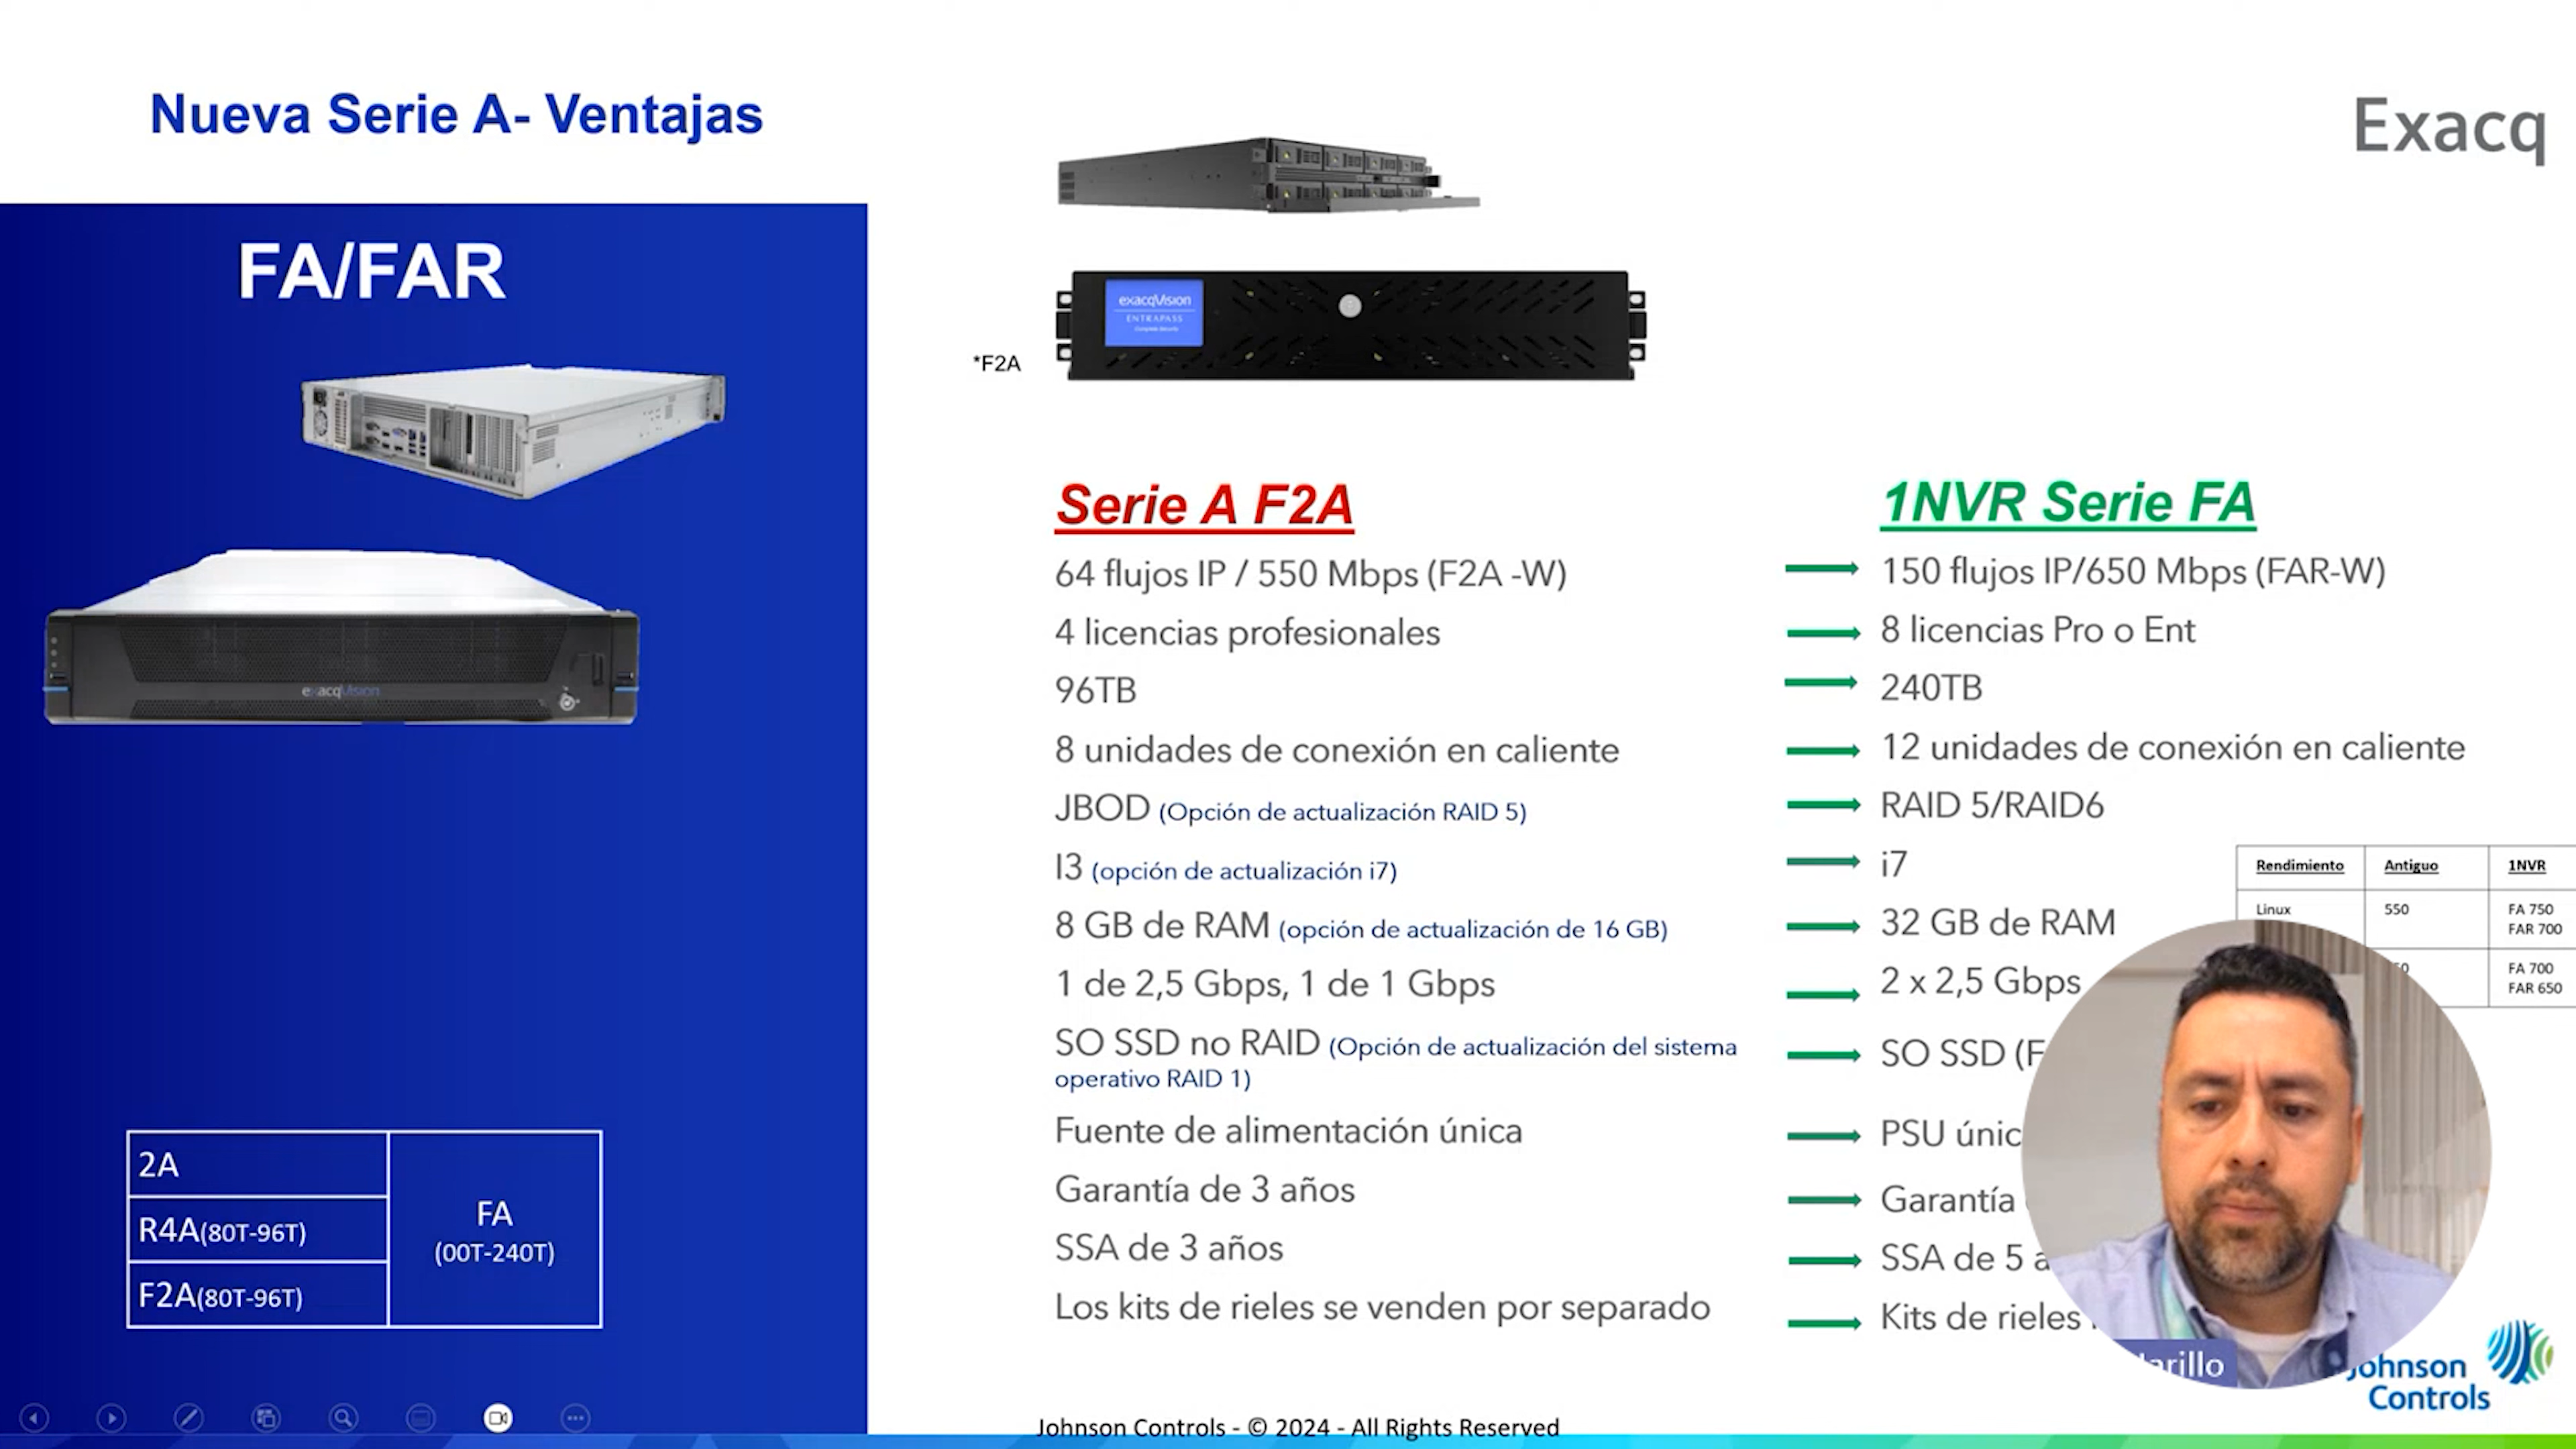 Nueva Serie A- Ventajas
Exacq
FA/FAR
exacqVision
2A
R4A(80T-96T)
F2A(80T-96T)
FA
(00T-240T)
exacqVision
ENTRAPASS
*F2A
Serie A F2A
64 flujos IP / 550 Mbps (F2A -W)
4 licencias profesionales
96TB
8 unidades de conexión en caliente
JBOD (Opción de actualización RAID 5)
I3 (opción de actualización i7)
8 GB de RAM (opción de actualización de 16 GB)
1 de 2,5 Gbps, 1 de 1 Gbps
SO SSD no RAID (Opción de actualización del sistema
operativo RAID 1)
Fuente de alimentación única
Garantía de 3 años
SSA de 3 años
Los kits de rieles se venden por separado
1NVR Serie FA
150 flujos IP/650 Mbps (FAR-W)
8 licencias Pro o Ent
240TB
12 unidades de conexión en caliente
RAID 5/RAID6
i7
32 GB de RAM
2 x 2,5 Gbps
SO SSD (F
PSU únic
Garantía
SSA de 5 a
Kits de rieles
Rendimiento Antiguo 1NVR
Linux 550 FA 750
FAR 700
FA 700
FAR 650
arillo
Johnson
Controls
Johnson Controls - © 2024 - All Rights Reserved